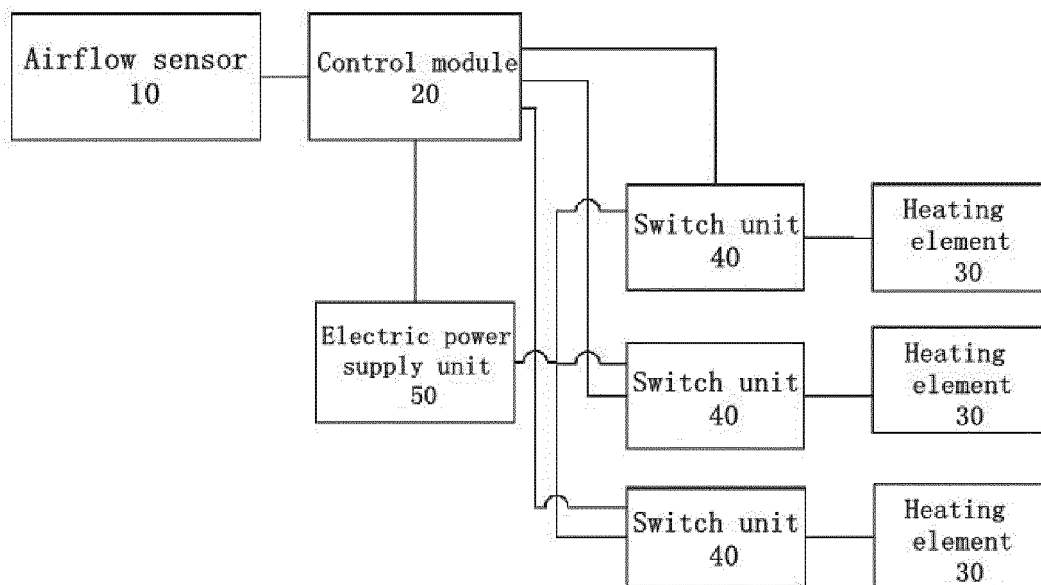 Airflow sensor
10
Control module
20
Switch unit
40
Heating
element
30
Electric power
supply unit
50
Switch unit
40
Heating
element
30
Switch unit
40
Heating
element
30